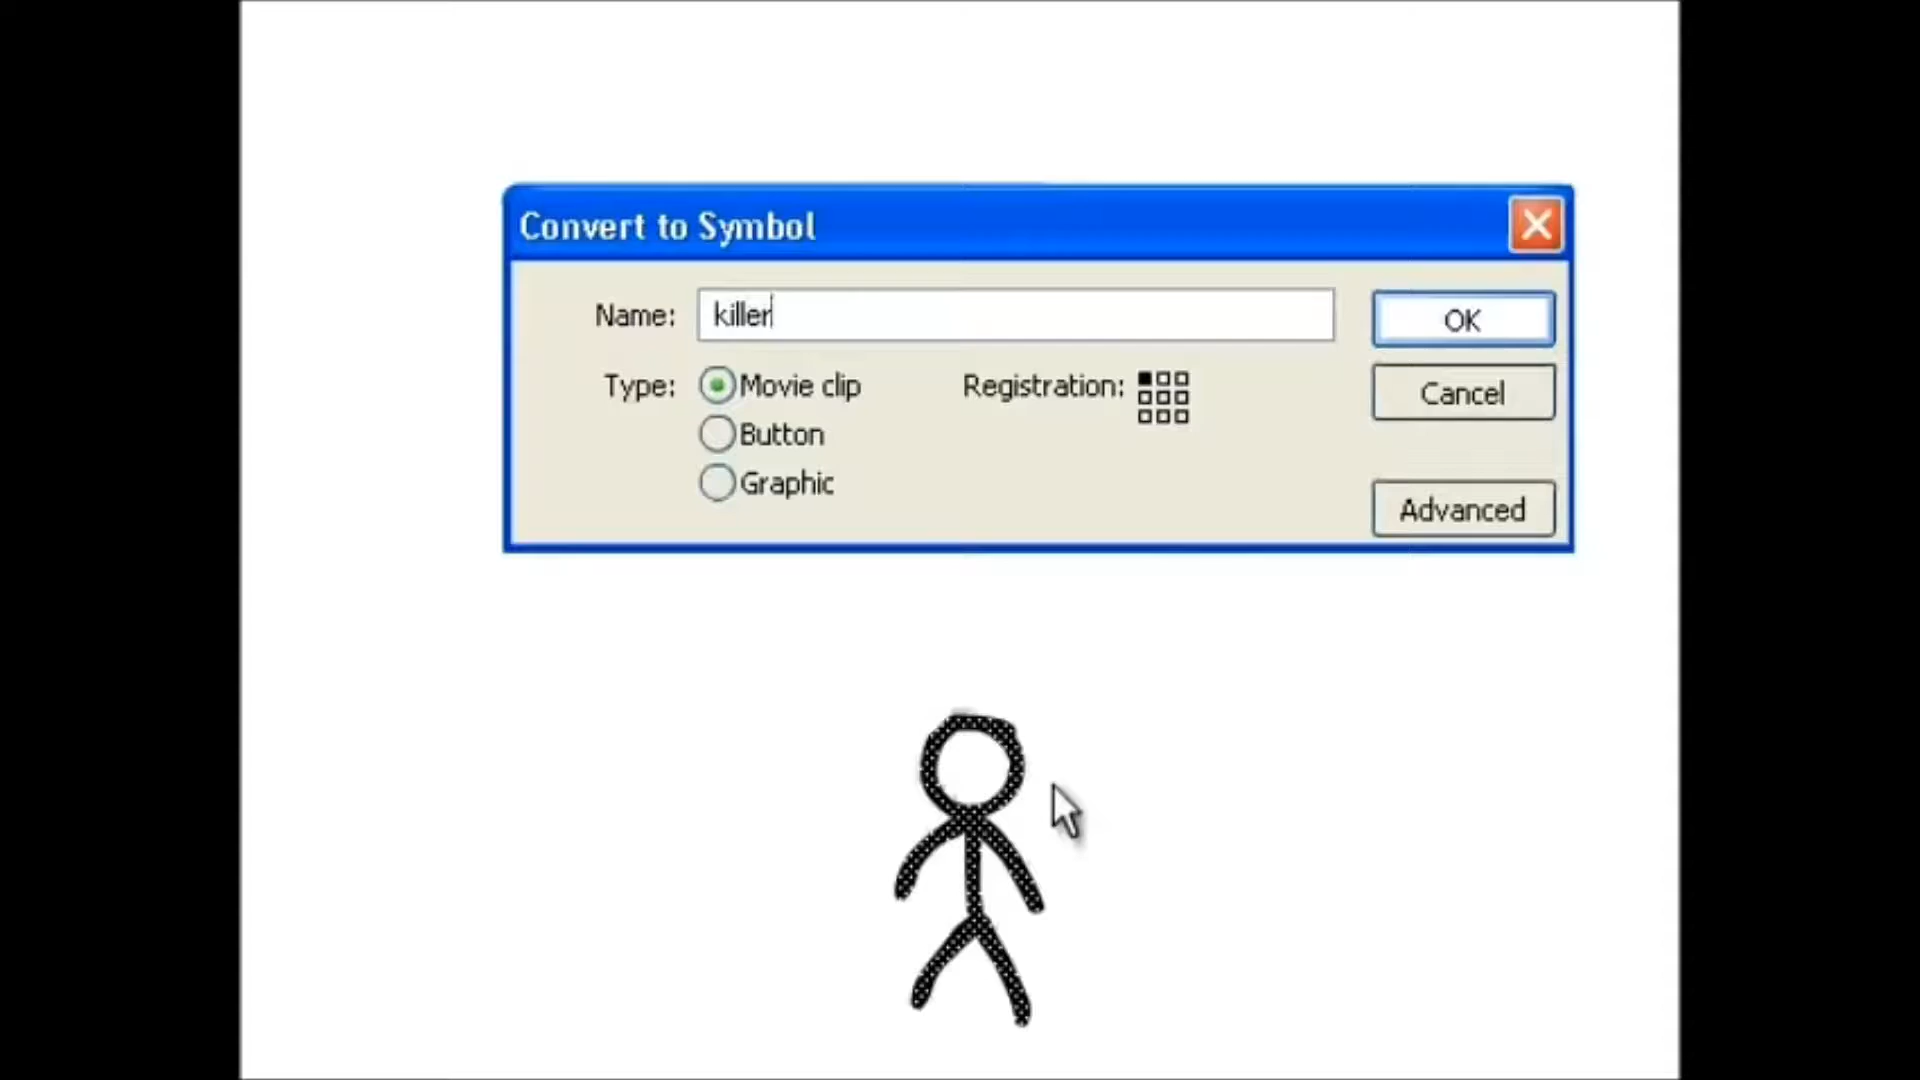 Convert to Symbol
Name: killer
OK
Type: Movie clip
Registration:
Cancel
Button
Graphic
Advanced